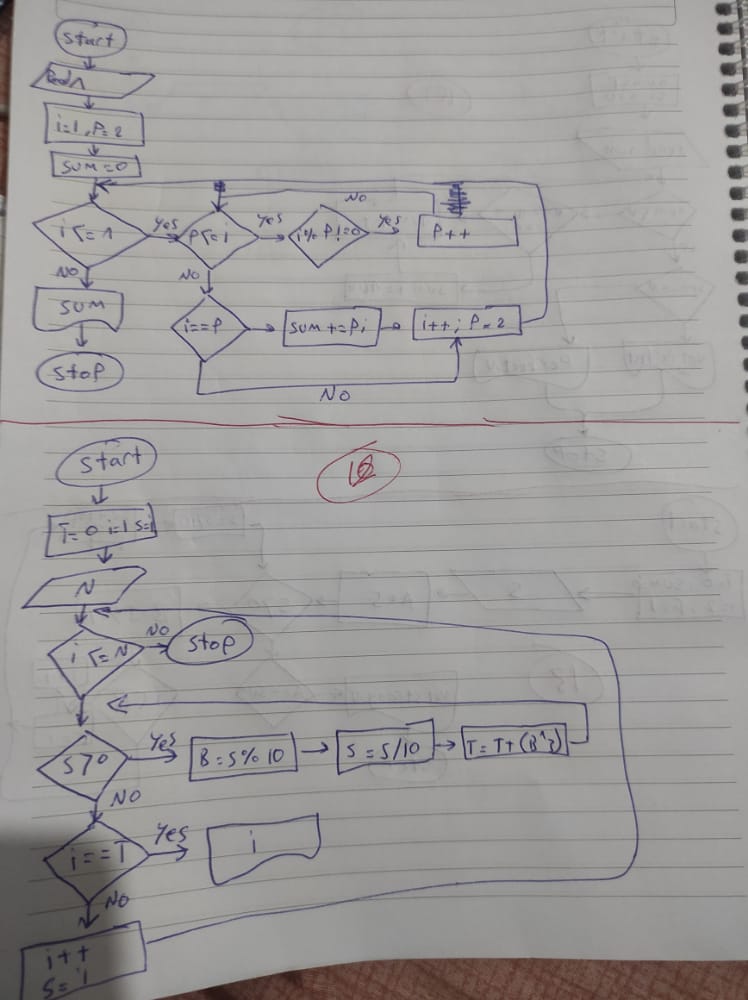 Start
Read n
i=1, P=2
SUM=0
i <= n
Yes
P <= i
Yes
i % P != 0
Yes
P++
No
NO
SUM
Stop
NO
i==P
SUM += P;
i++; P=2
NO
Start
T=0 i=1 S=i
N
i <= N
NO
Stop
S>0
Yes
B=S%10
S=S/10
T=T+(B^3)
NO
i==T
Yes
i
NO
i++
S=i